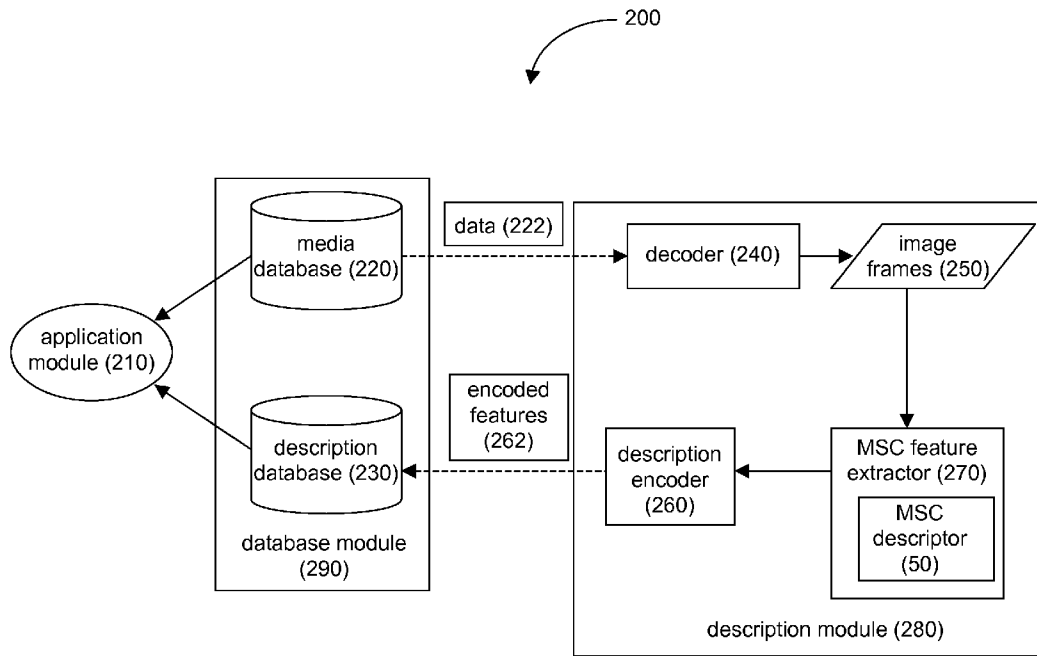 200
media
database (220)
data (222)
decoder (240)
image
frames (250)
application
module (210)
description
database (230)
encoded
features
(262)
description
encoder
(260)
MSC feature
extractor (270)
MSC
descriptor
(50)
database module
(290)
description module (280)